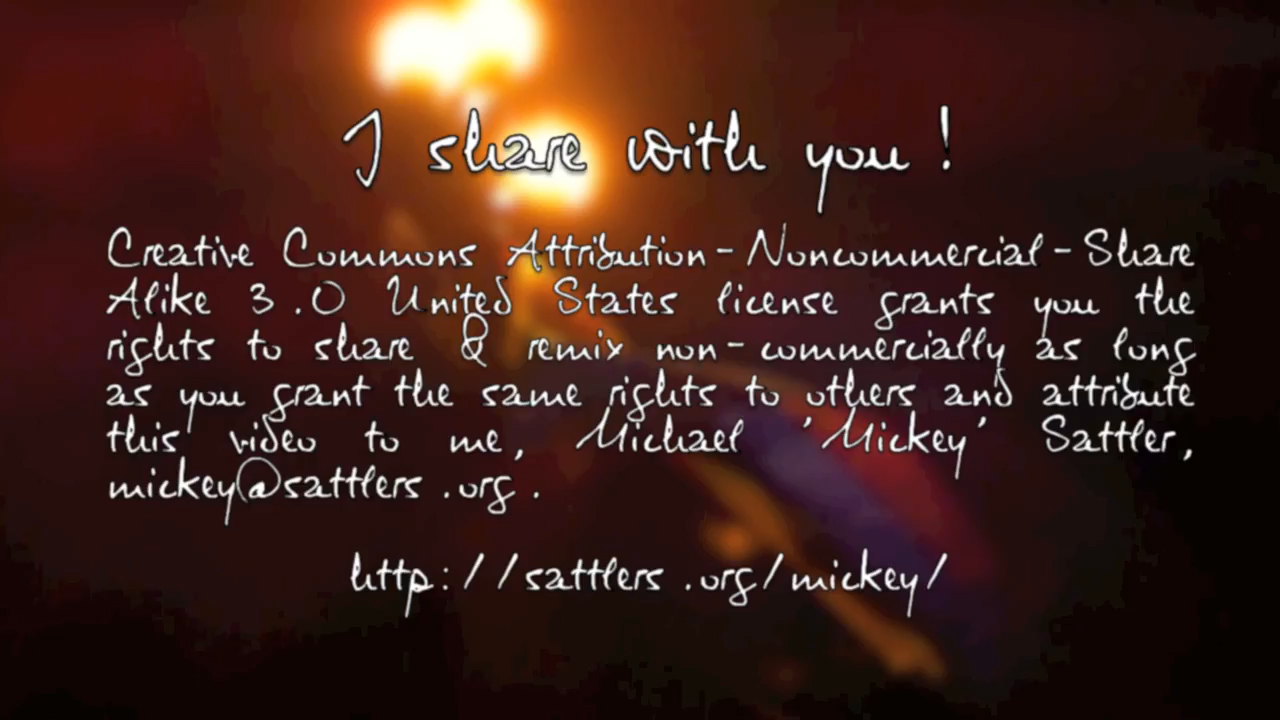 I share with you!
Creative Commons Attribution-Noncommercial-Share
Alike 3.0 United States license grants you the
rights to share & remix non-commercially as long
as you grant the same rights to others and attribute
this video to me, Michael 'Mickey' Sattler,
mickey@sattlers.org.
http://sattlers.org/mickey/